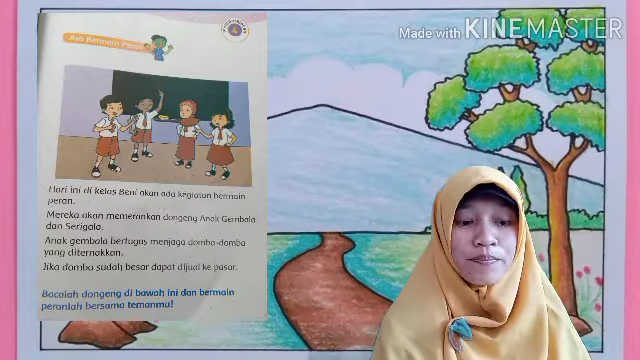 Made with KINEMASTER
Pembelajaran
4
Ayo Bermain Peran
Hari ini di kelas Beni akan ada kegiatan bermain
peran.
Mereka akan memerankan dongeng Anak Gembala
dan Serigala.
Anak gembala bertugas menjaga domba-domba
yang diternakkan.
Jika domba sudah besar dapat dijual ke pasar.
Bacalah dongeng di bawah ini dan bermain
peranlah bersama temanmu!